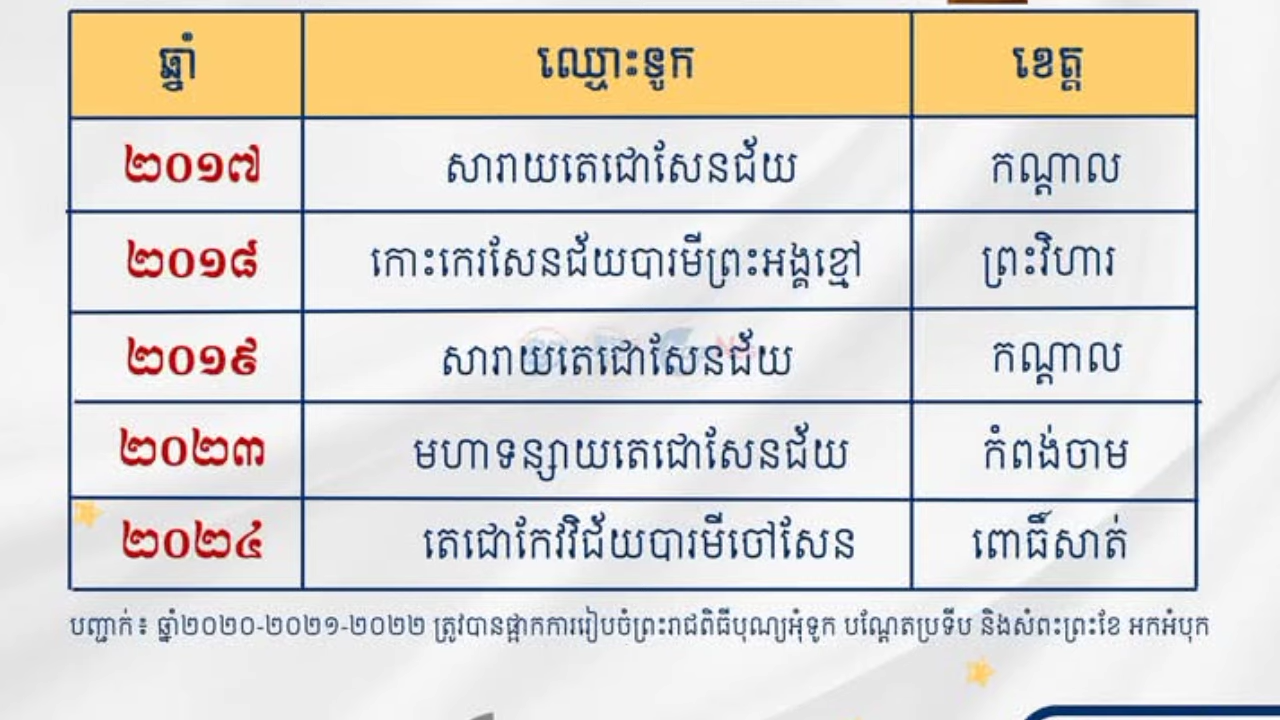 ឆ្នាំ ឈ្មោះទូក ខេត្ត
២០១៧ សារាយតេជោសែនជ័យ កណ្ដាល
២០១៨ កោះកេរសែនជ័យបារមីព្រះអង្គខ្មៅ ព្រះវិហារ
២០១៩ សារាយតេជោសែនជ័យ កណ្ដាល
២០២៣ មហាទន្សាយតេជោសែនជ័យ កំពង់ចាម
២០២៤ តេជោកែវវិជ័យបារមីចៅសែន ពោធិ៍សាត់
បញ្ជាក់៖ ឆ្នាំ២០២០-២០២១-២០២២ ត្រូវបានផ្អាកការរៀបចំព្រះរាជពិធីបុណ្យអុំទូក បណ្ដែតប្រទីប និងសំពះព្រះខែ អកអំបុក